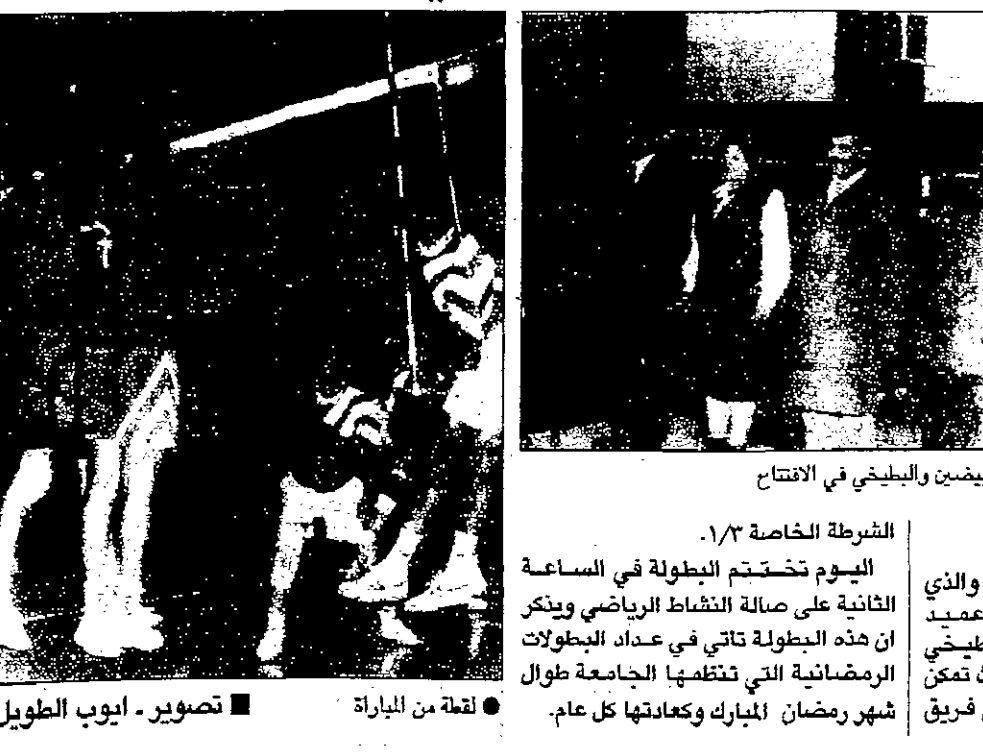 بيضين والبطيخي في الافتتاح
الشرطة الخاصة ١/٣.
اليوم تختتم البطولة في الساعة
الثانية على صالة النشاط الرياضي ويذكر
ان هذه البطولة تاتي في عداد البطولات
الرمضانية التي تنظمها الجامعة طوال
شهر رمضان المبارك وكعادتها كل عام.
والذي
عميد
طيخي
تمكن
فريق
● لقطة من المباراة
■ تصوير ـ ايوب الطويل